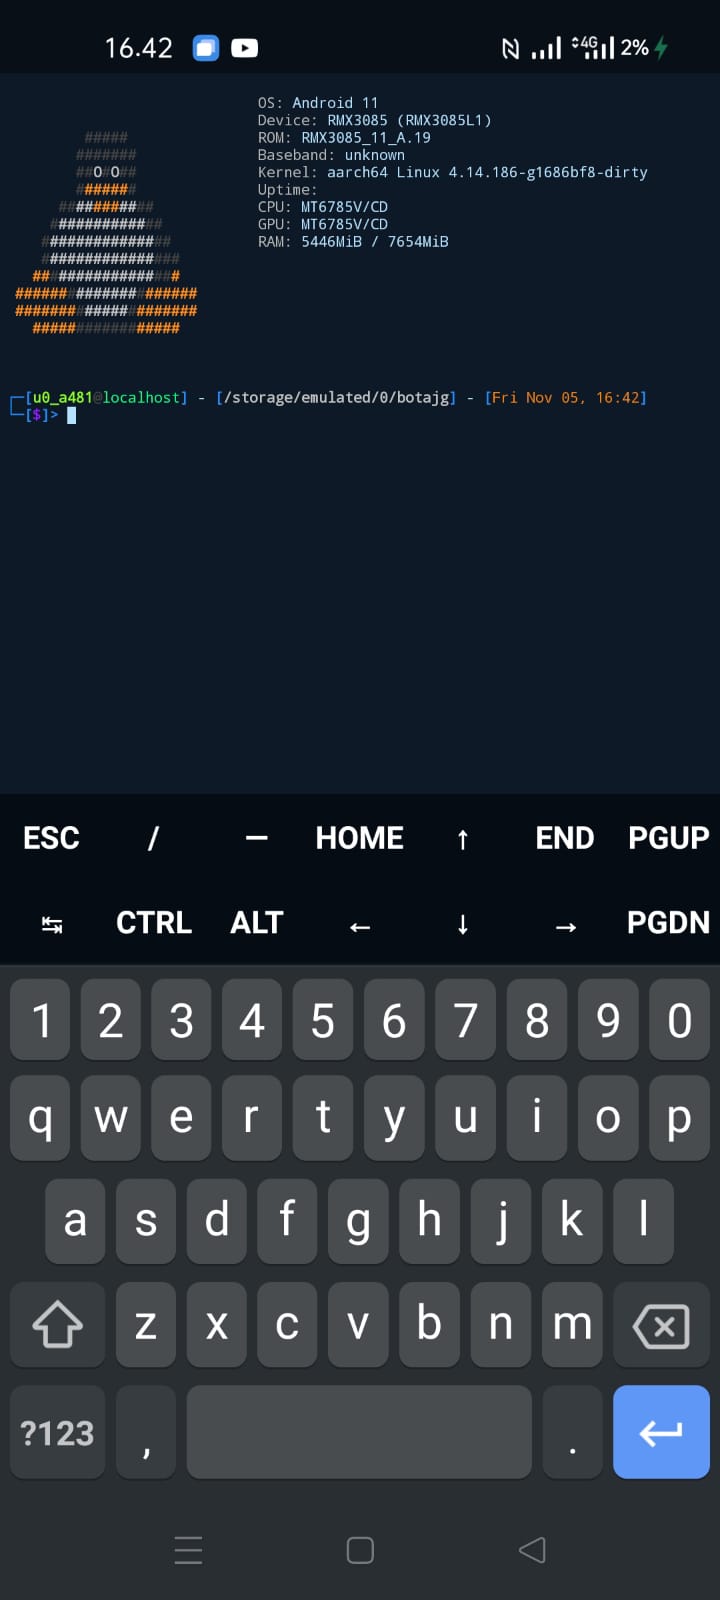 16.42 4G 2%
OS: Android 11
Device: RMX3085 (RMX3085L1)
ROM: RMX3085_11_A.19
Baseband: unknown
Kernel: aarch64 Linux 4.14.186-g1686bf8-dirty
Uptime:
CPU: MT6785V/CD
GPU: MT6785V/CD
RAM: 5446MiB / 7654MiB
#####
#######
##O#O##
#######
###########
#############
###############
################
#################
#####################
#####################
#################
┌─[u0_a481@localhost] - [/storage/emulated/0/botajg] - [Fri Nov 05, 16:42]
└─[$]>
ESC / — HOME ↑ END PGUP
↹ CTRL ALT ← ↓ → PGDN
1 2 3 4 5 6 7 8 9 0
q w e r t y u i o p
a s d f g h j k l
z x c v b n m
?123 , .